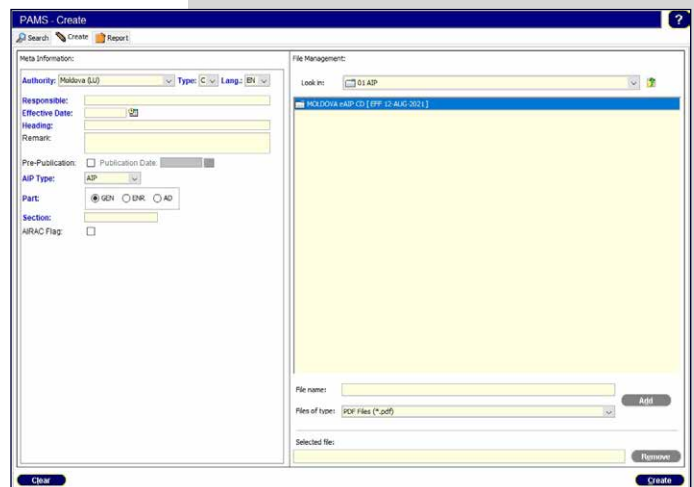 PAMS - Create
?
Search Create Report
Meta Information:
Authority: Moldova (LU) Type: C Lang.: EN
Responsible:
Effective Date:
Heading:
Remark:
Pre-Publication: Publication Date:
AIP Type: AIP
Part: GEN ENR AD
Section:
AIRAC Flag:
File Management:
Look in: 01 AIP
MOLDOVA eAIP CD [ EFF 12-AUG-2021 ]
File name:
Add
Files of type: PDF Files (*.pdf)
Selected file:
Remove
Clear
Create